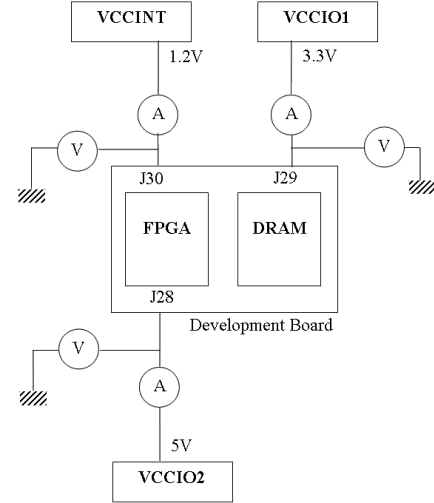 VCCINT
VCCIO1
1.2V
3.3V
A
A
V
V
J30
J29
FPGA
DRAM
J28
Development Board
V
A
5V
VCCIO2